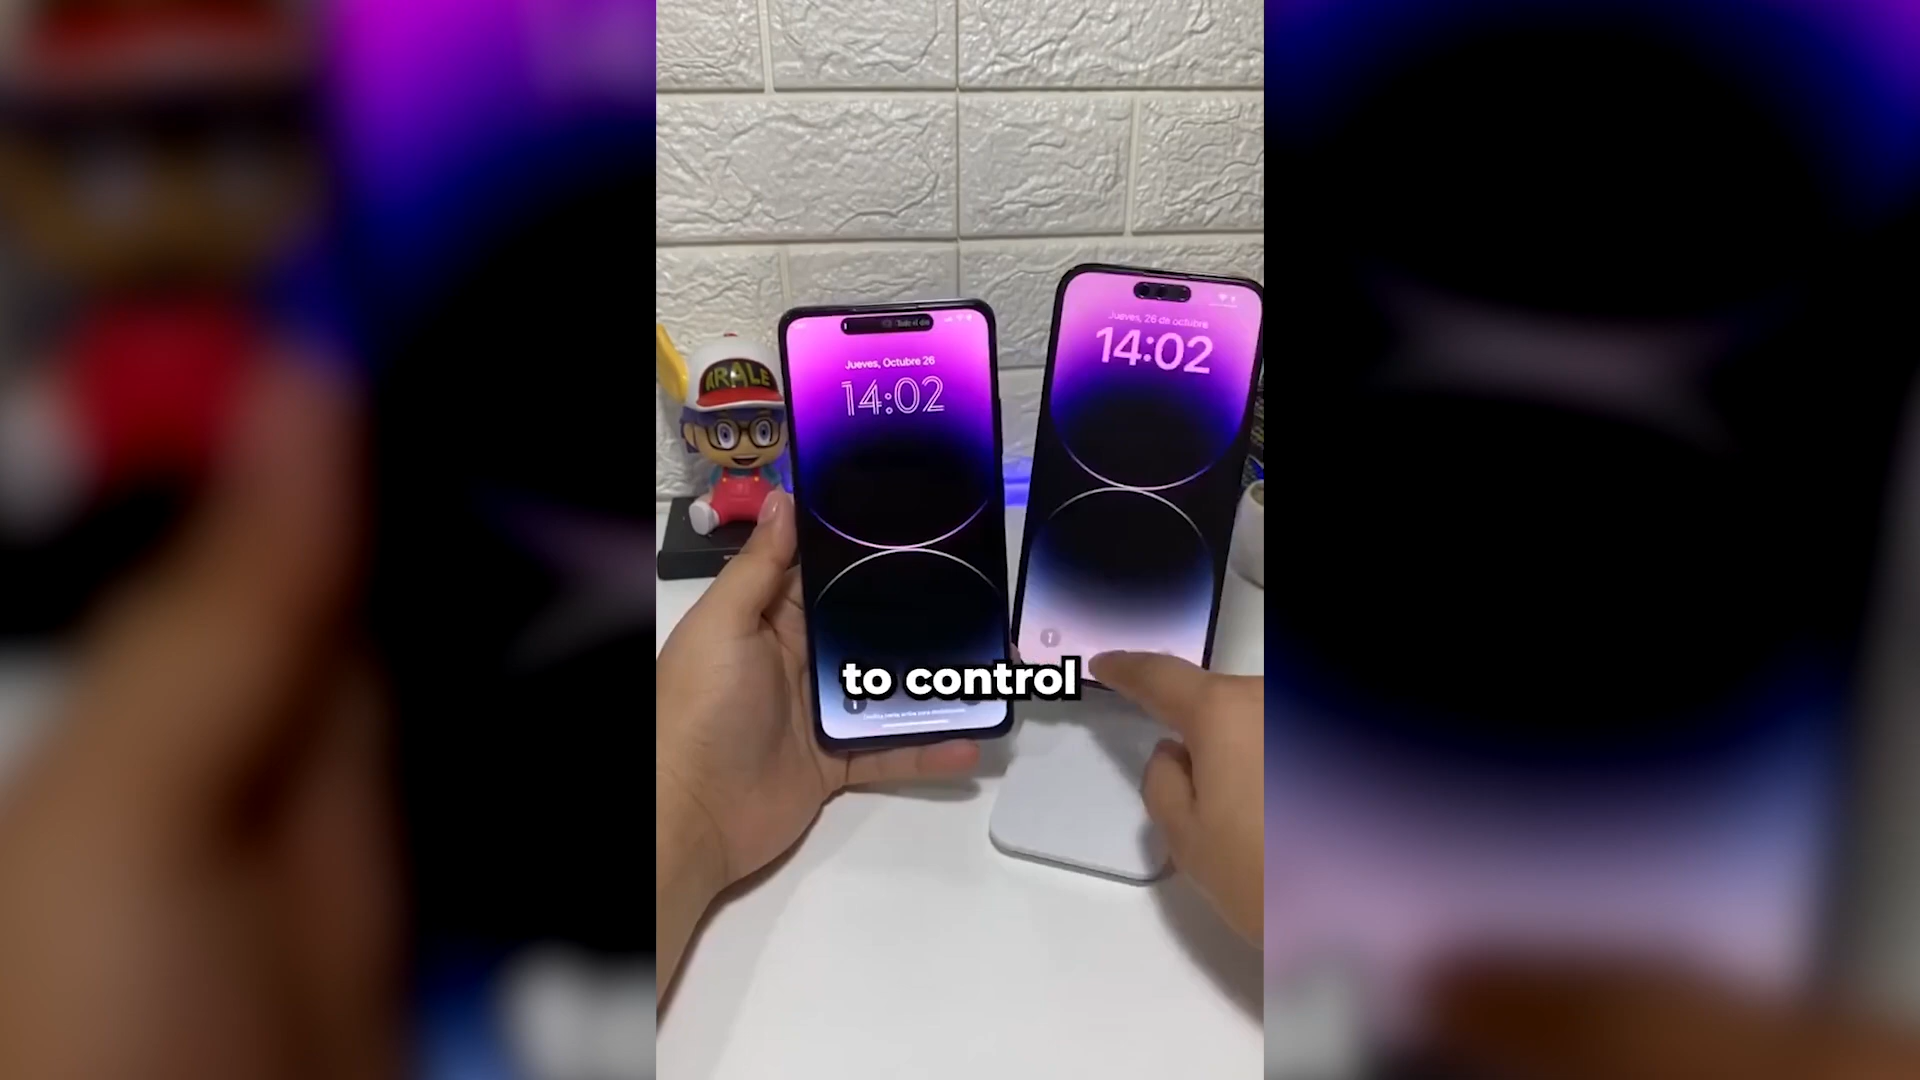 ARALE
Jueves, Octubre 26
14:02
Jueves, 26 de octubre
14:02
to control